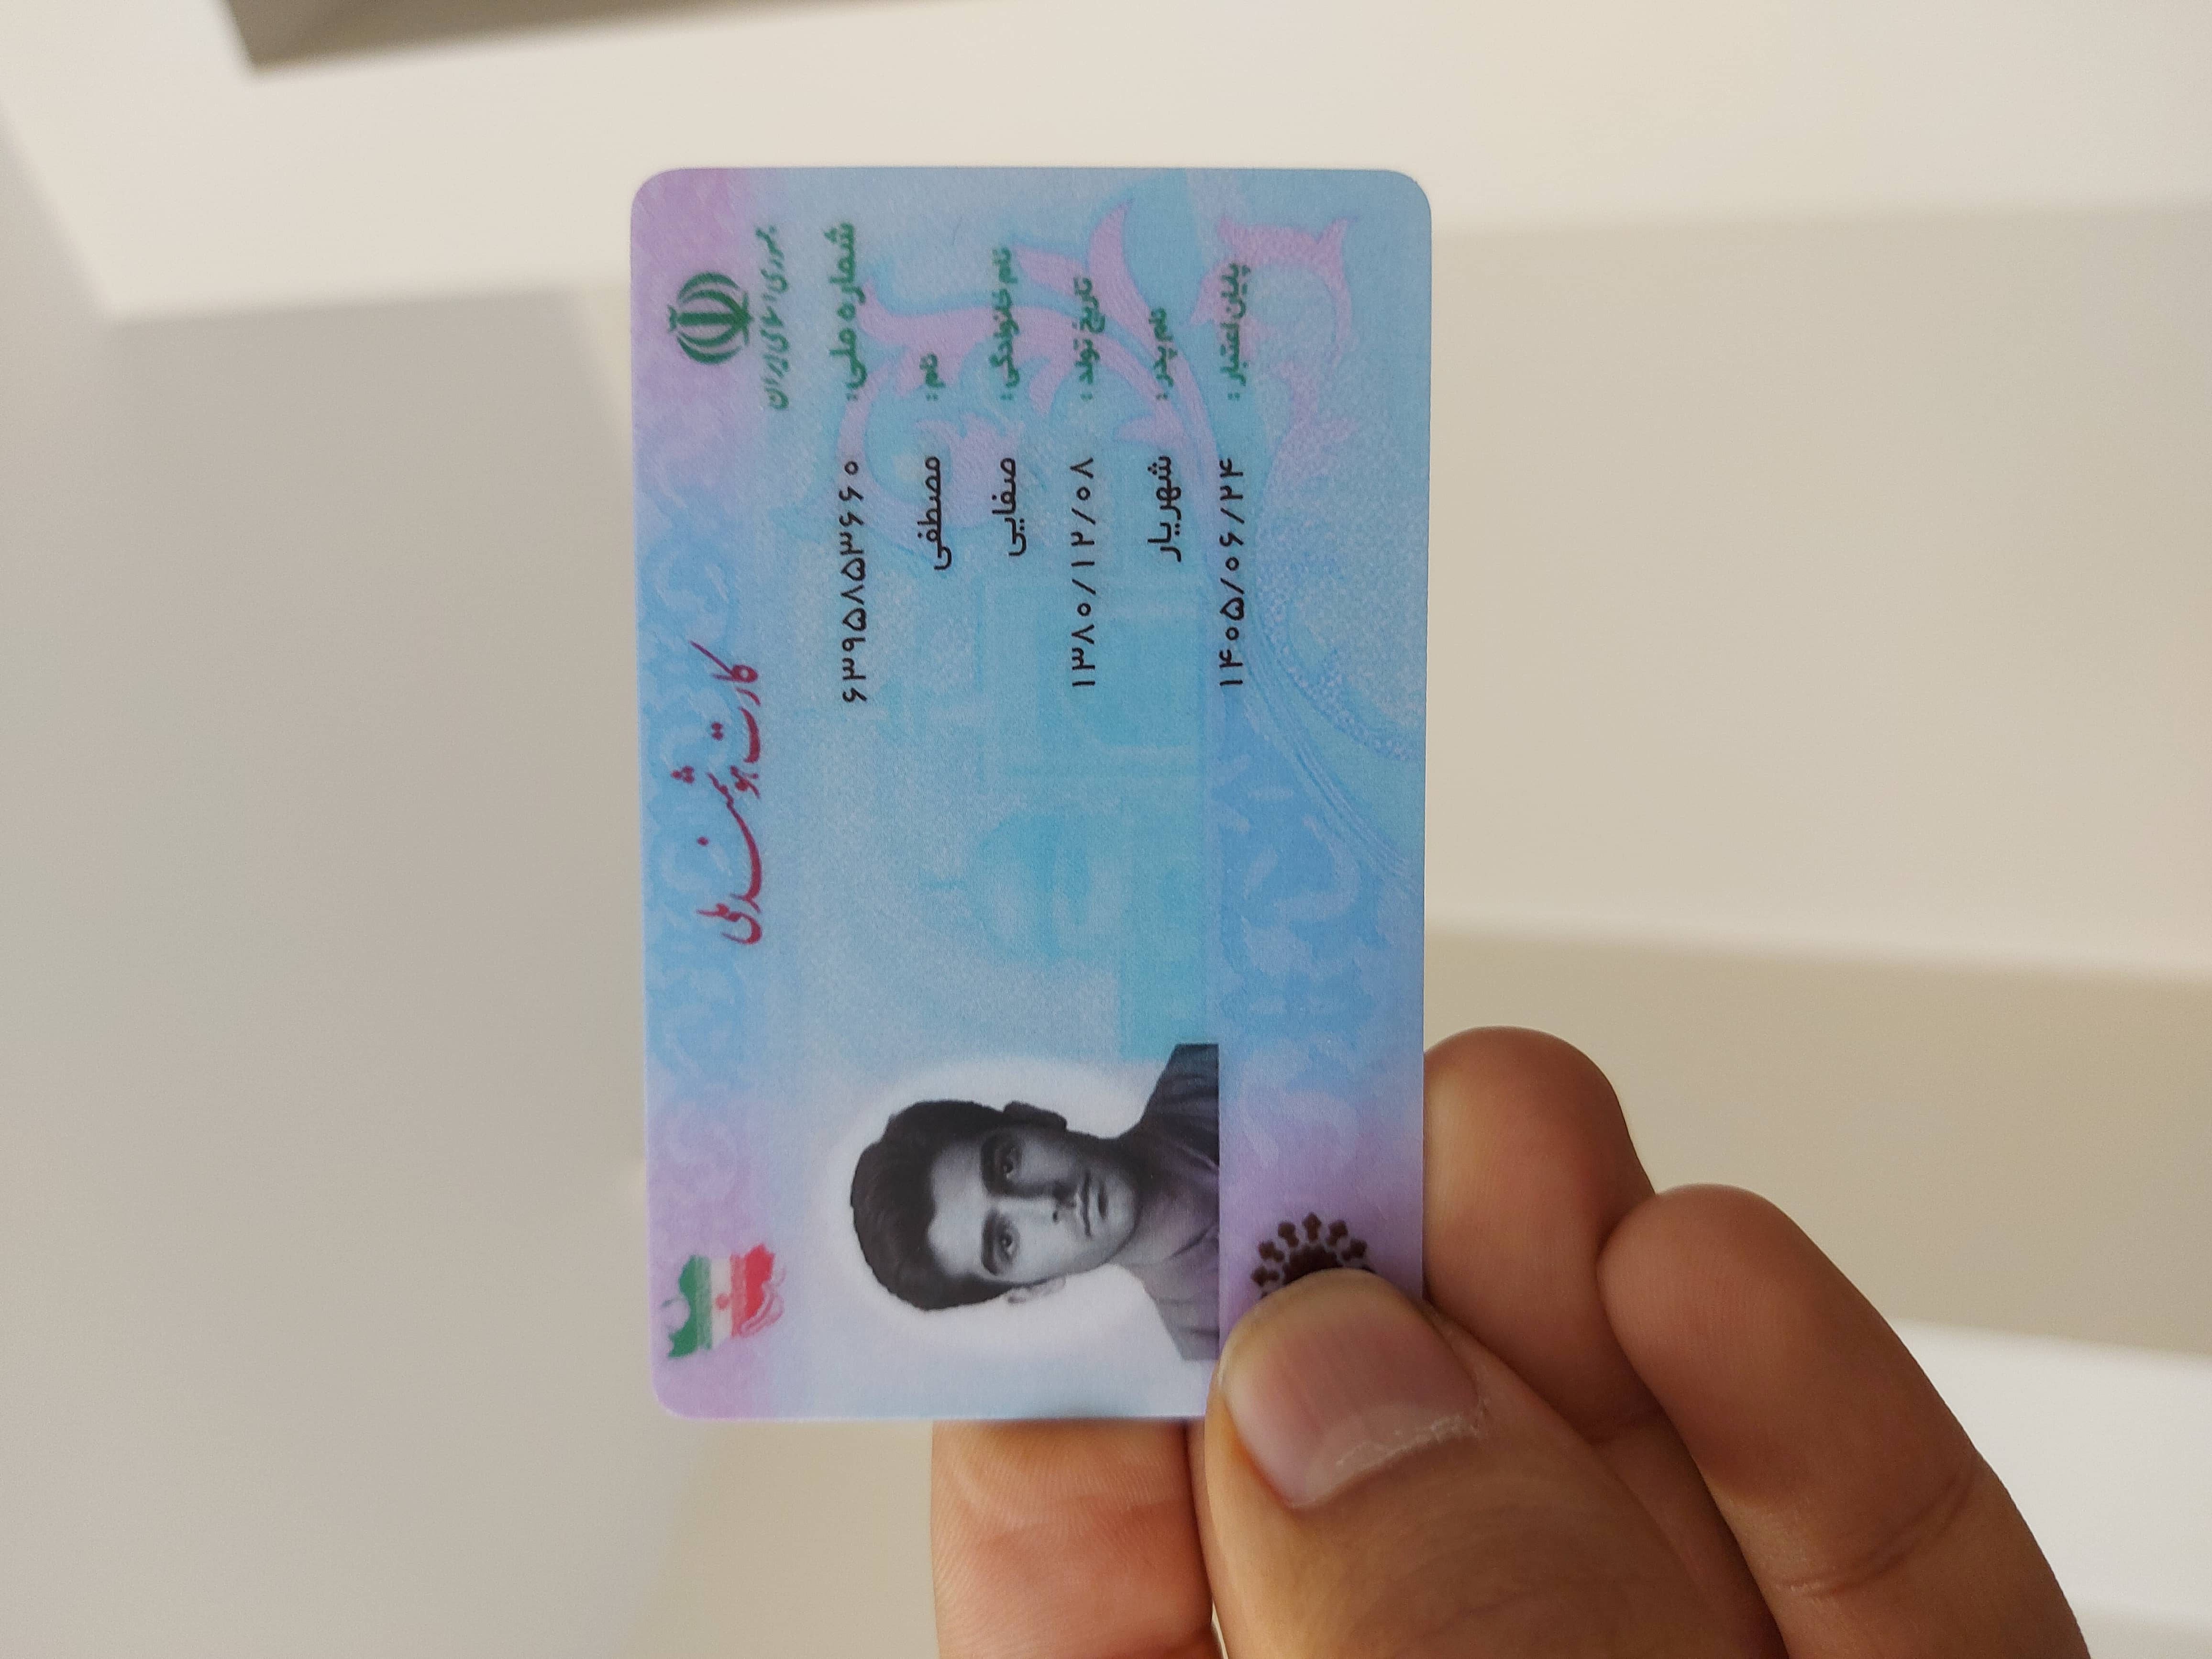 جمهوری اسلامی ایران
کارت هوشمند ملی
شماره ملی : ۶۳۹۵۸۵۳۶۶۰
نام : مصطفی
نام خانوادگی : صفایی
تاریخ تولد : ۱۳۸۰/۱۲/۰۸
نام پدر : شهریار
پایان اعتبار : ۱۴۰۵/۰۶/۲۴